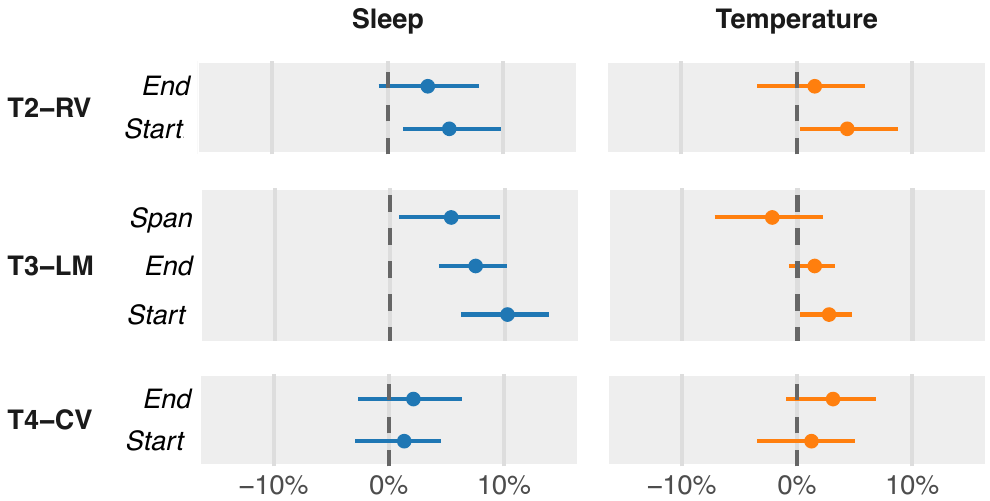 Sleep Temperature
T2−RV
End
Start
T3−LM
Span
End
Start
T4−CV
End
Start
−10% 0% 10% −10% 0% 10%